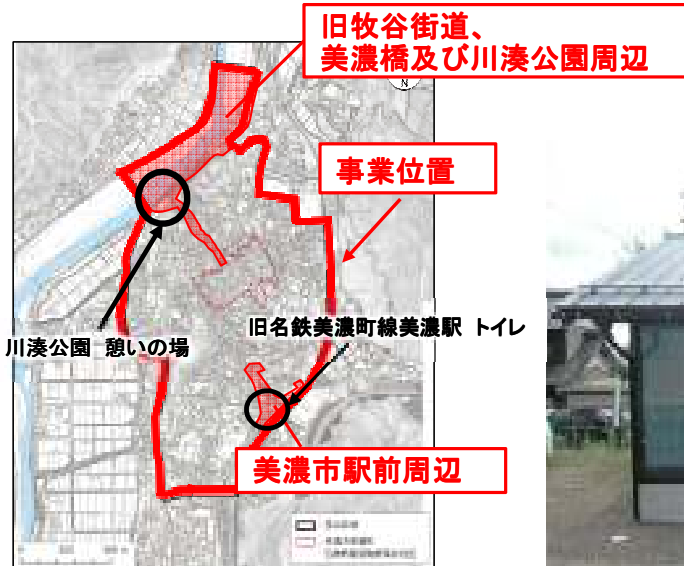 旧牧谷街道、
美濃橋及び川湊公園周辺
N
事業位置
旧名鉄美濃町線美濃駅 トイレ
川湊公園 憩いの場
美濃市駅前周辺
0